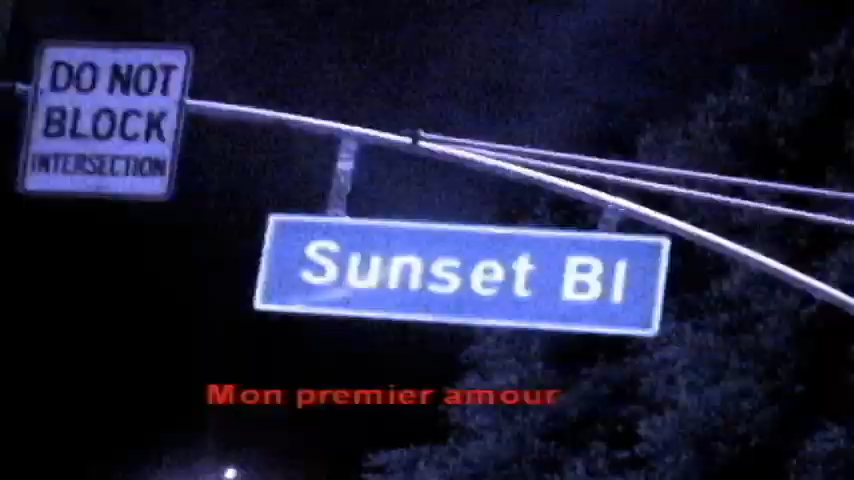 DO NOT
BLOCK
INTERSECTION
Sunset Bl
Mon premier amour